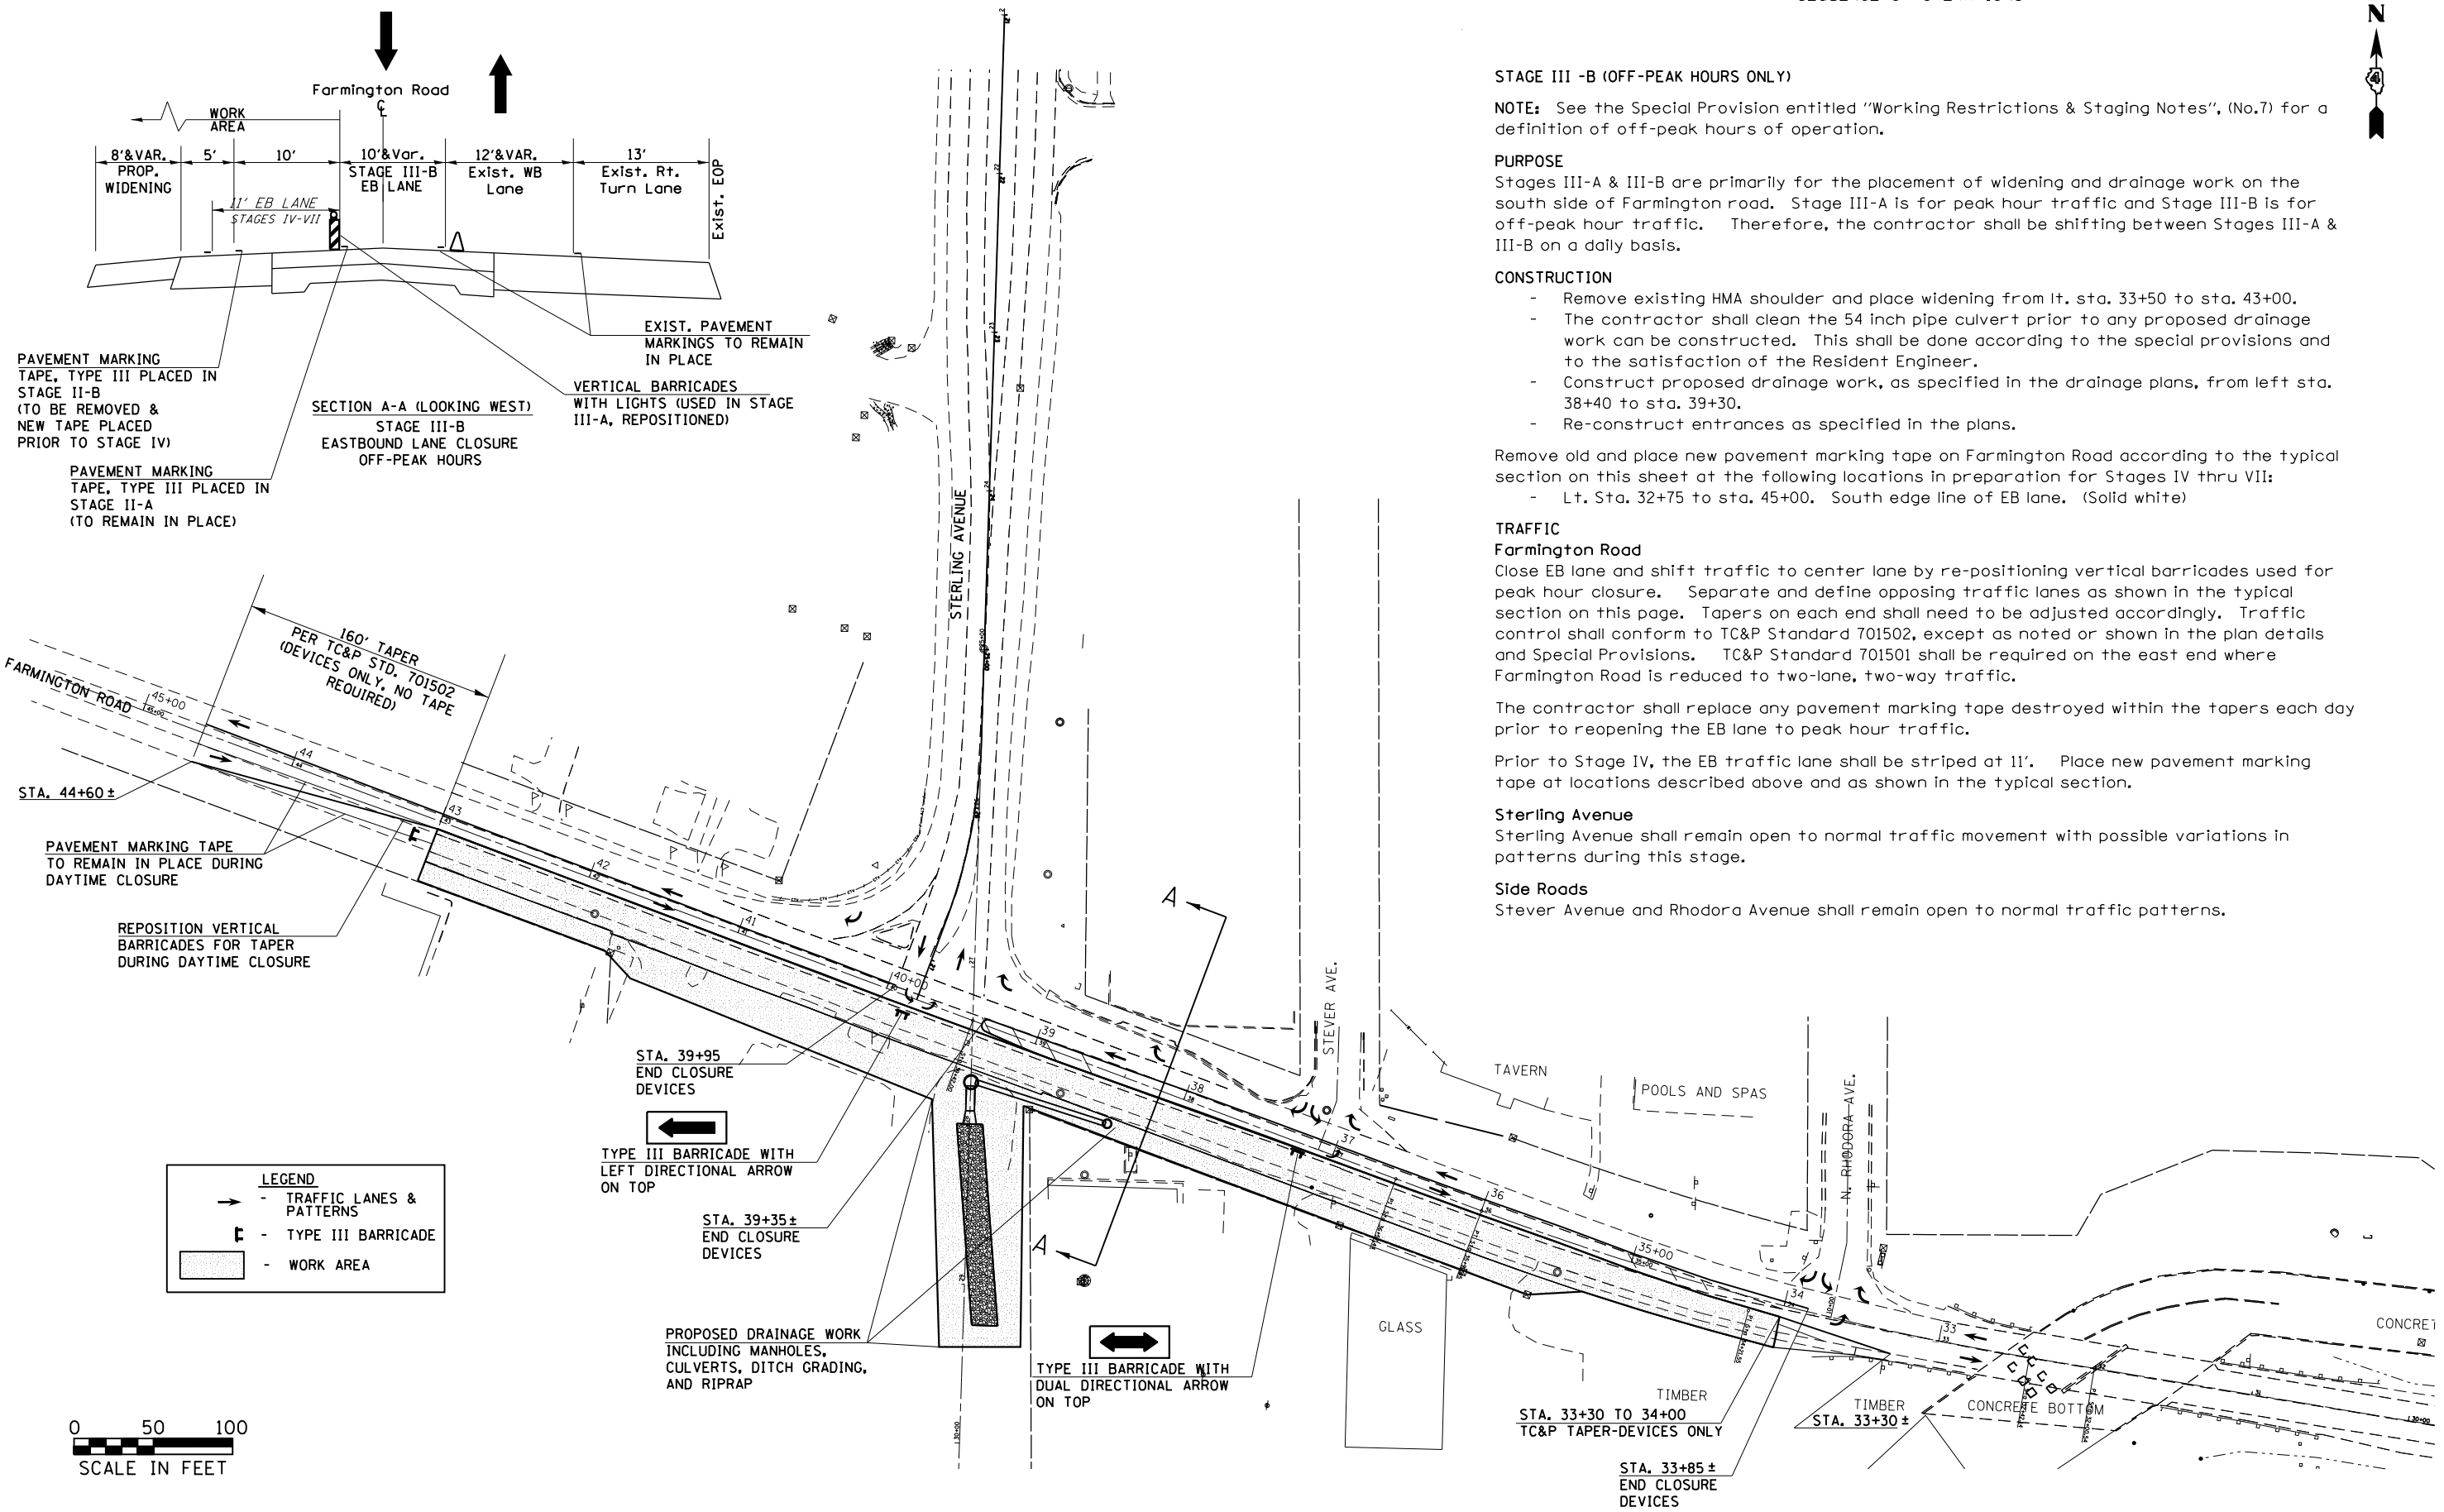 N
4
STAGE III -B (OFF-PEAK HOURS ONLY)
NOTE: See the Special Provision entitled "Working Restrictions & Staging Notes", (No.7) for a
definition of off-peak hours of operation.
PURPOSE
Stages III-A & III-B are primarily for the placement of widening and drainage work on the
south side of Farmington road. Stage III-A is for peak hour traffic and Stage III-B is for
off-peak hour traffic. Therefore, the contractor shall be shifting between Stages III-A &
III-B on a daily basis.
CONSTRUCTION
- Remove existing HMA shoulder and place widening from lt. sta. 33+50 to sta. 43+00.
- The contractor shall clean the 54 inch pipe culvert prior to any proposed drainage
work can be constructed. This shall be done according to the special provisions and
to the satisfaction of the Resident Engineer.
- Construct proposed drainage work, as specified in the drainage plans, from left sta.
38+40 to sta. 39+30.
- Re-construct entrances as specified in the plans.
Remove old and place new pavement marking tape on Farmington Road according to the typical
section on this sheet at the following locations in preparation for Stages IV thru VII:
- Lt. Sta. 32+75 to sta. 45+00. South edge line of EB lane. (Solid white)
TRAFFIC
Farmington Road
Close EB lane and shift traffic to center lane by re-positioning vertical barricades used for
peak hour closure. Separate and define opposing traffic lanes as shown in the typical
section on this page. Tapers on each end shall need to be adjusted accordingly. Traffic
control shall conform to TC&P Standard 701502, except as noted or shown in the plan details
and Special Provisions. TC&P Standard 701501 shall be required on the east end where
Farmington Road is reduced to two-lane, two-way traffic.
The contractor shall replace any pavement marking tape destroyed within the tapers each day
prior to reopening the EB lane to peak hour traffic.
Prior to Stage IV, the EB traffic lane shall be striped at 11'. Place new pavement marking
tape at locations described above and as shown in the typical section.
Sterling Avenue
Sterling Avenue shall remain open to normal traffic movement with possible variations in
patterns during this stage.
Side Roads
Stever Avenue and Rhodora Avenue shall remain open to normal traffic patterns.
Farmington Road
℄
WORK
AREA
8'&VAR.
PROP.
WIDENING
5'
10'
10'&Var.
STAGE III-B
EB LANE
12'&VAR.
Exist. WB
Lane
13'
Exist. Rt.
Turn Lane
Exist. EOP
11' EB LANE
STAGES IV-VII
EXIST. PAVEMENT
MARKINGS TO REMAIN
IN PLACE
PAVEMENT MARKING
TAPE, TYPE III PLACED IN
STAGE II-B
(TO BE REMOVED &
NEW TAPE PLACED
PRIOR TO STAGE IV)
VERTICAL BARRICADES
WITH LIGHTS (USED IN STAGE
III-A, REPOSITIONED)
SECTION A-A (LOOKING WEST)
STAGE III-B
EASTBOUND LANE CLOSURE
OFF-PEAK HOURS
PAVEMENT MARKING
TAPE, TYPE III PLACED IN
STAGE II-A
(TO REMAIN IN PLACE)
STERLING AVENUE
160' TAPER
PER TC&P STD. 701502
(DEVICES ONLY, NO TAPE
REQUIRED)
FARMINGTON ROAD
45+00
44
43
42
41
40+00
39
38
37
36
35+00
34
33
STA. 44+60±
PAVEMENT MARKING TAPE
TO REMAIN IN PLACE DURING
DAYTIME CLOSURE
REPOSITION VERTICAL
BARRICADES FOR TAPER
DURING DAYTIME CLOSURE
A
A
STEVER AVE.
N. RHODORA AVE.
TAVERN
POOLS AND SPAS
STA. 39+95
END CLOSURE
DEVICES
TYPE III BARRICADE WITH
LEFT DIRECTIONAL ARROW
ON TOP
STA. 39+35±
END CLOSURE
DEVICES
LEGEND
- TRAFFIC LANES &
PATTERNS
- TYPE III BARRICADE
- WORK AREA
PROPOSED DRAINAGE WORK
INCLUDING MANHOLES,
CULVERTS, DITCH GRADING,
AND RIPRAP
TYPE III BARRICADE WITH
DUAL DIRECTIONAL ARROW
ON TOP
GLASS
TIMBER
TIMBER
CONCRETE BOTTOM
CONCRET
STA. 33+30 TO 34+00
TC&P TAPER-DEVICES ONLY
STA. 33+30±
STA. 33+85±
END CLOSURE
DEVICES
0 50 100
SCALE IN FEET